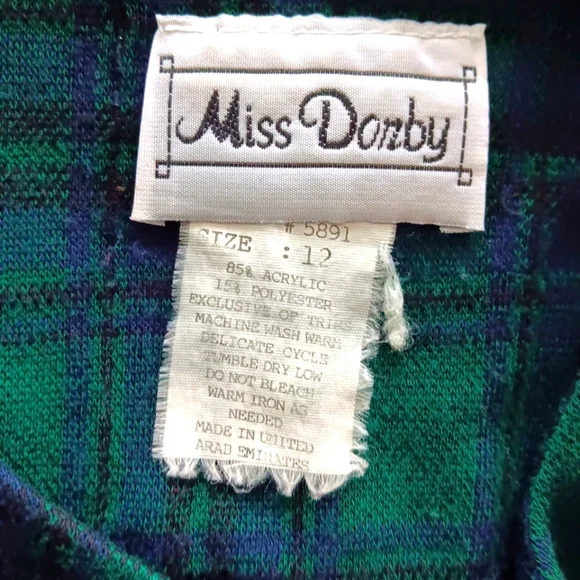 Miss Dorby
# 5891
SIZE : 12
85% ACRYLIC
15% POLYESTER
EXCLUSIVE OF TRIMS
MACHINE WASH WARM
DELICATE CYCLE
TUMBLE DRY LOW
DO NOT BLEACH
WARM IRON AS
NEEDED
MADE IN UNITED
ARAB EMIRATES